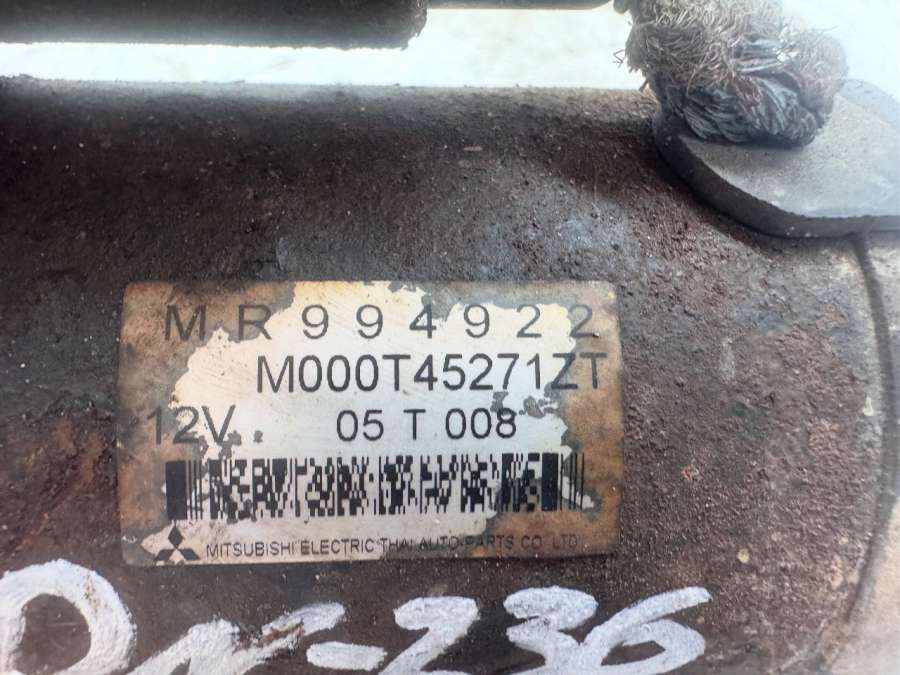 MR994922
M000T45271ZT
12V 05 T 008
MITSUBISHI ELECTRIC THAI AUTO-PARTS CO. LTD.